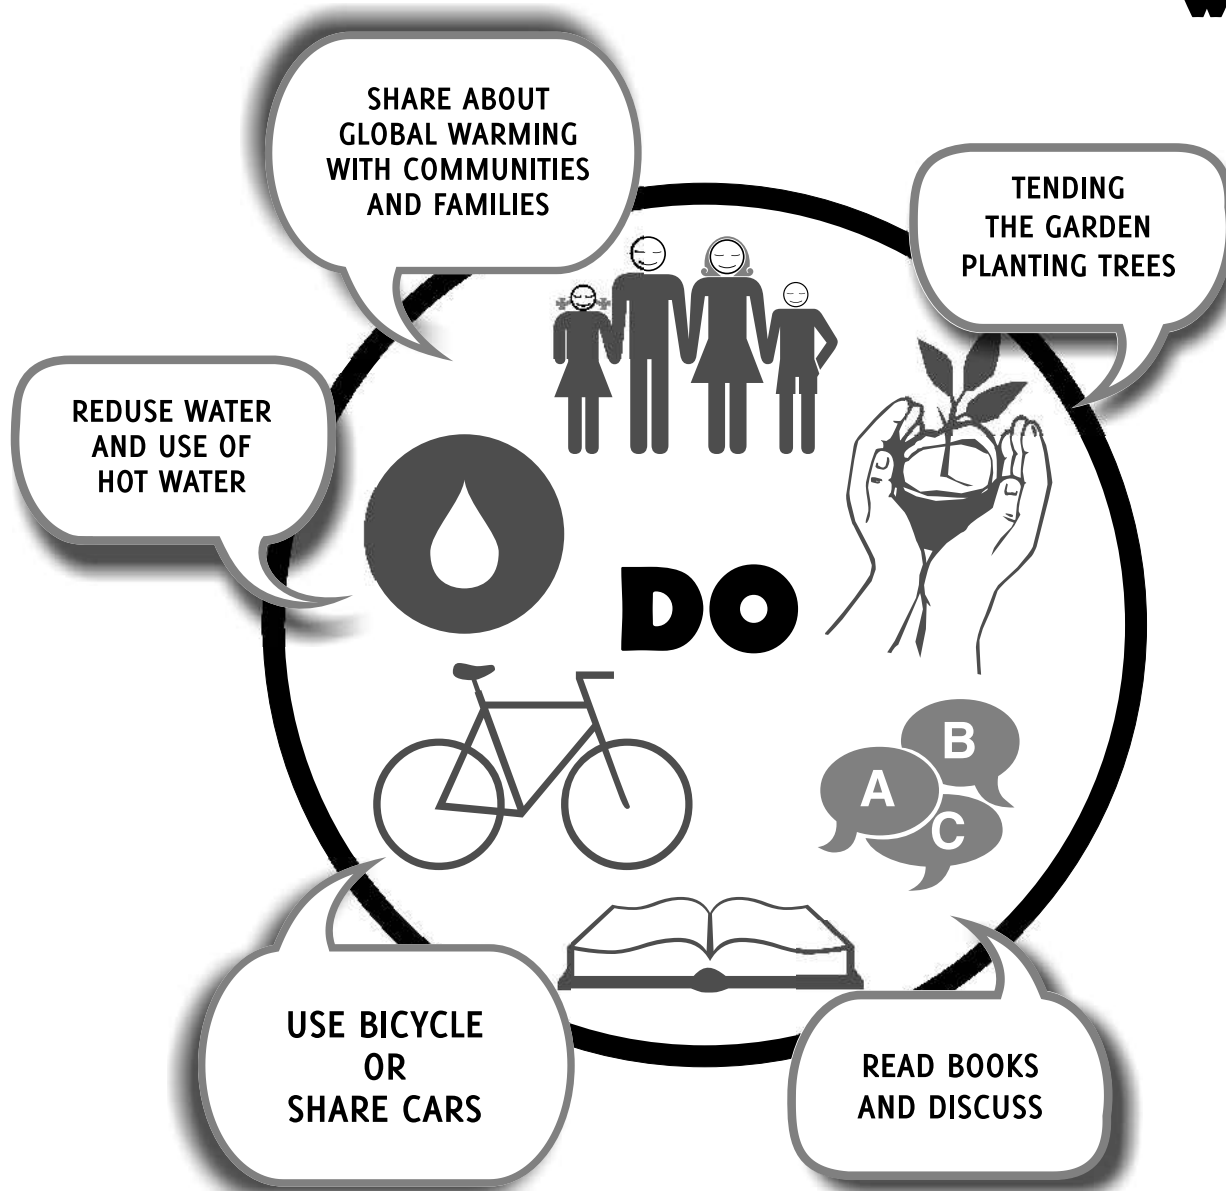 SHARE ABOUT
GLOBAL WARMING
WITH COMMUNITIES
AND FAMILIES
TENDING
THE GARDEN
PLANTING TREES
REDUSE WATER
AND USE OF
HOT WATER
DO
B
A
C
USE BICYCLE
OR
SHARE CARS
READ BOOKS
AND DISCUSS